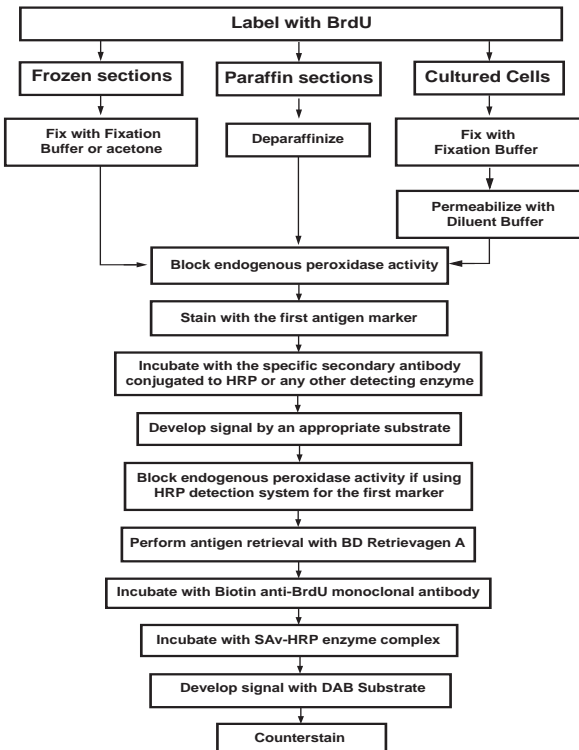 Label with BrdU
Frozen sections
Paraffin sections
Cultured Cells
Fix with Fixation
Buffer or acetone
Deparaffinize
Fix with
Fixation Buffer
Permeabilize with
Diluent Buffer
Block endogenous peroxidase activity
Stain with the first antigen marker
Incubate with the specific secondary antibody
conjugated to HRP or any other detecting enzyme
Develop signal by an appropriate substrate
Block endogenous peroxidase activity if using
HRP detection system for the first marker
Perform antigen retrieval with BD Retrievagen A
Incubate with Biotin anti-BrdU monoclonal antibody
Incubate with SAv-HRP enzyme complex
Develop signal with DAB Substrate
Counterstain